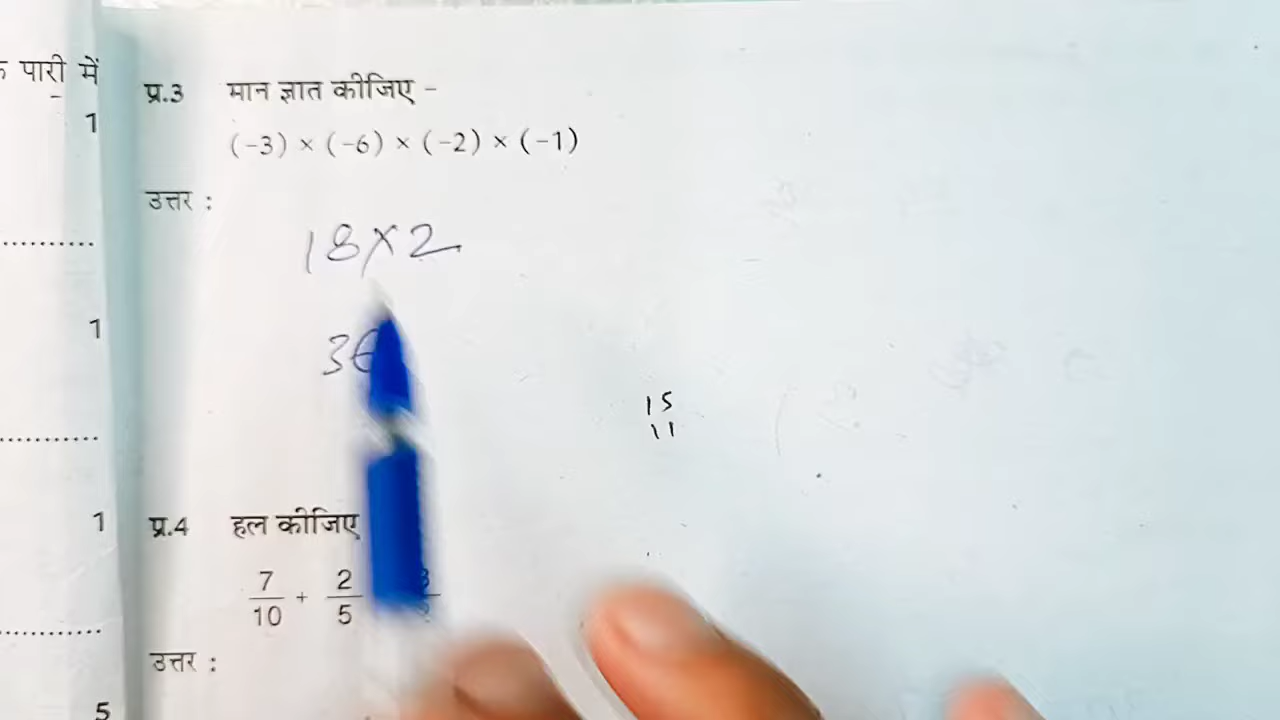 पारी में
1
प्र.3 मान ज्ञात कीजिए -
(-3) × (-6) × (-2) × (-1)
उत्तर :
18×2
36
15
11
1
1
प्र.4 हल कीजिए
7/10 + 2/5
उत्तर :
5